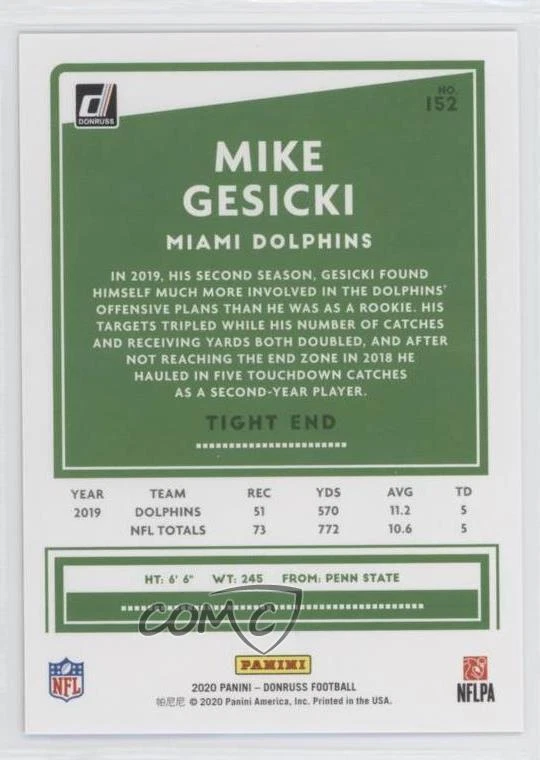 DONRUSS
NO.
152
MIKE
GESICKI
MIAMI DOLPHINS
IN 2019, HIS SECOND SEASON, GESICKI FOUND
HIMSELF MUCH MORE INVOLVED IN THE DOLPHINS'
OFFENSIVE PLANS THAN HE WAS AS A ROOKIE. HIS
TARGETS TRIPLED WHILE HIS NUMBER OF CATCHES
AND RECEIVING YARDS BOTH DOUBLED, AND AFTER
NOT REACHING THE END ZONE IN 2018 HE
HAULED IN FIVE TOUCHDOWN CATCHES
AS A SECOND-YEAR PLAYER.
TIGHT END
YEAR TEAM REC YDS AVG TD
2019 DOLPHINS 51 570 11.2 5
NFL TOTALS 73 772 10.6 5
HT: 6' 6" WT: 245 FROM: PENN STATE
COMC
PANINI
NFL
NFLPA
2020 PANINI – DONRUSS FOOTBALL
帕尼尼 © 2020 Panini America, Inc. Printed in the USA.